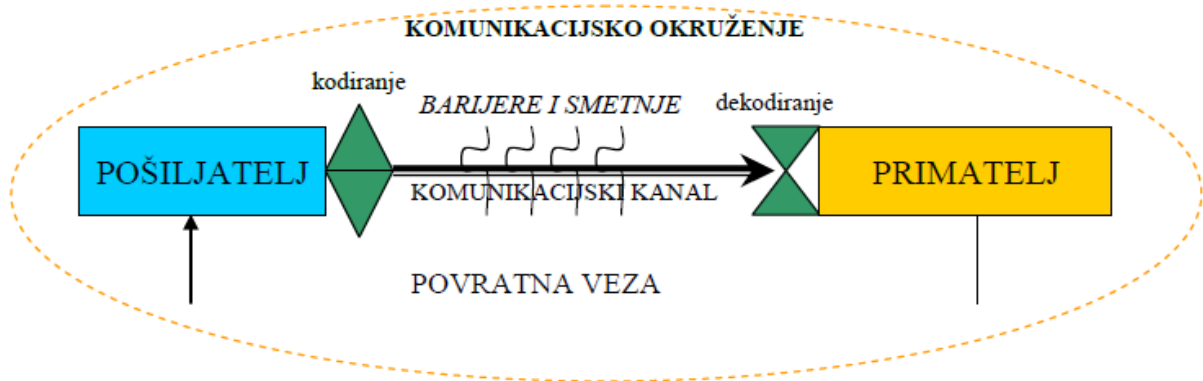 KOMUNIKACIJSKO OKRUŽENJE
kodiranje
BARIJERE I SMETNJE
dekodiranje
POŠILJATELJ
PRIMATELJ
KOMUNIKACIJSKI KANAL
POVRATNA VEZA